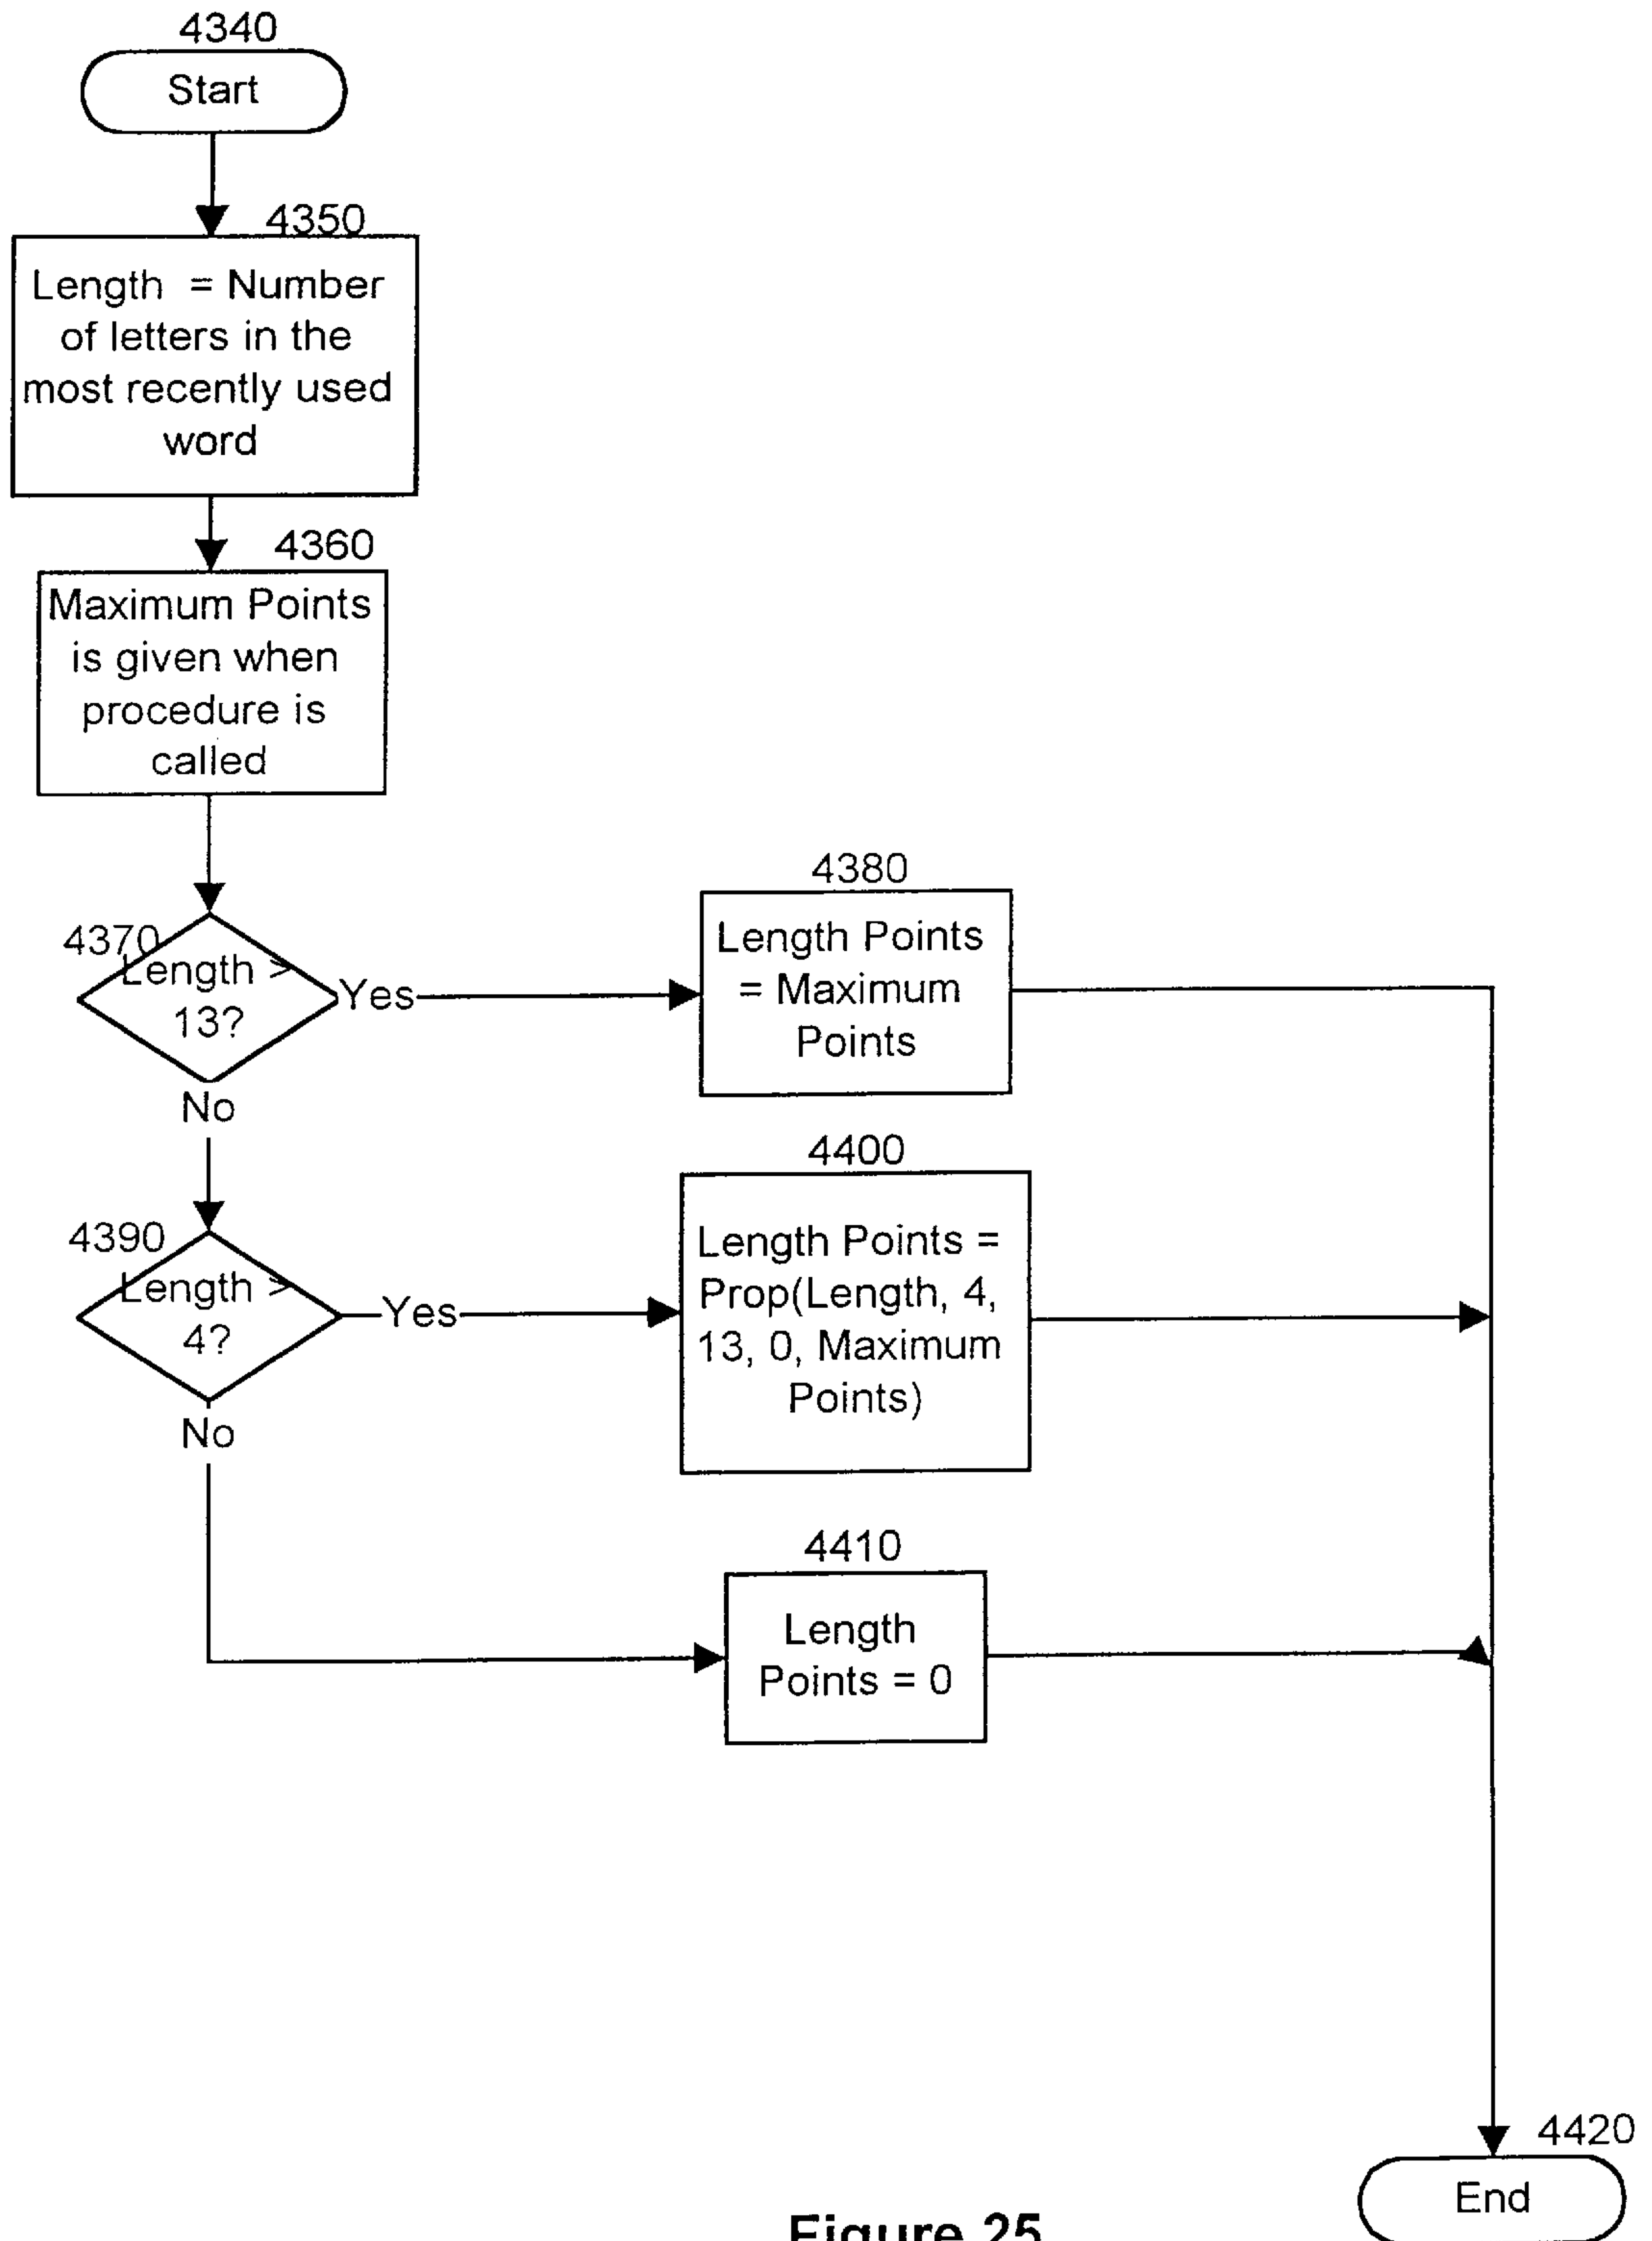 4340
Start
4350
Length = Number
of letters in the
most recently used
word
4360
Maximum Points
is given when
procedure is
called
4370
Length >
13?
Yes
No
4380
Length Points
= Maximum
Points
4390
Length >
4?
Yes
No
4400
Length Points =
Prop(Length, 4,
13, 0, Maximum
Points)
4410
Length
Points = 0
4420
End
Figure 25